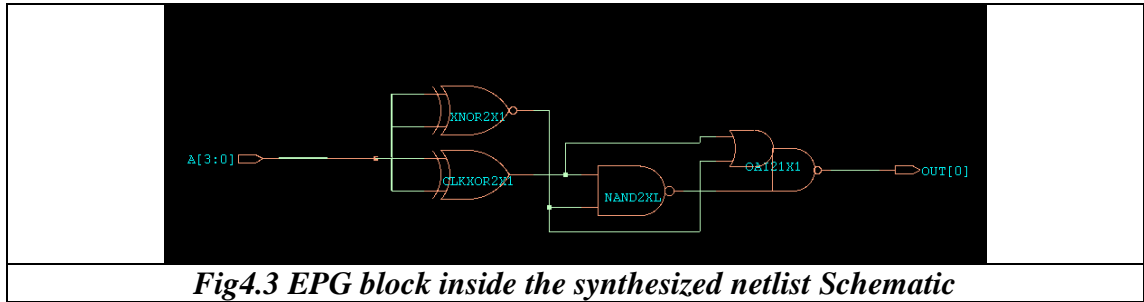 XNOR2X1
A[3:0]
CLKXOR2X1
OAI21X1
OUT[0]
NAND2XL
Fig4.3 EPG block inside the synthesized netlist Schematic